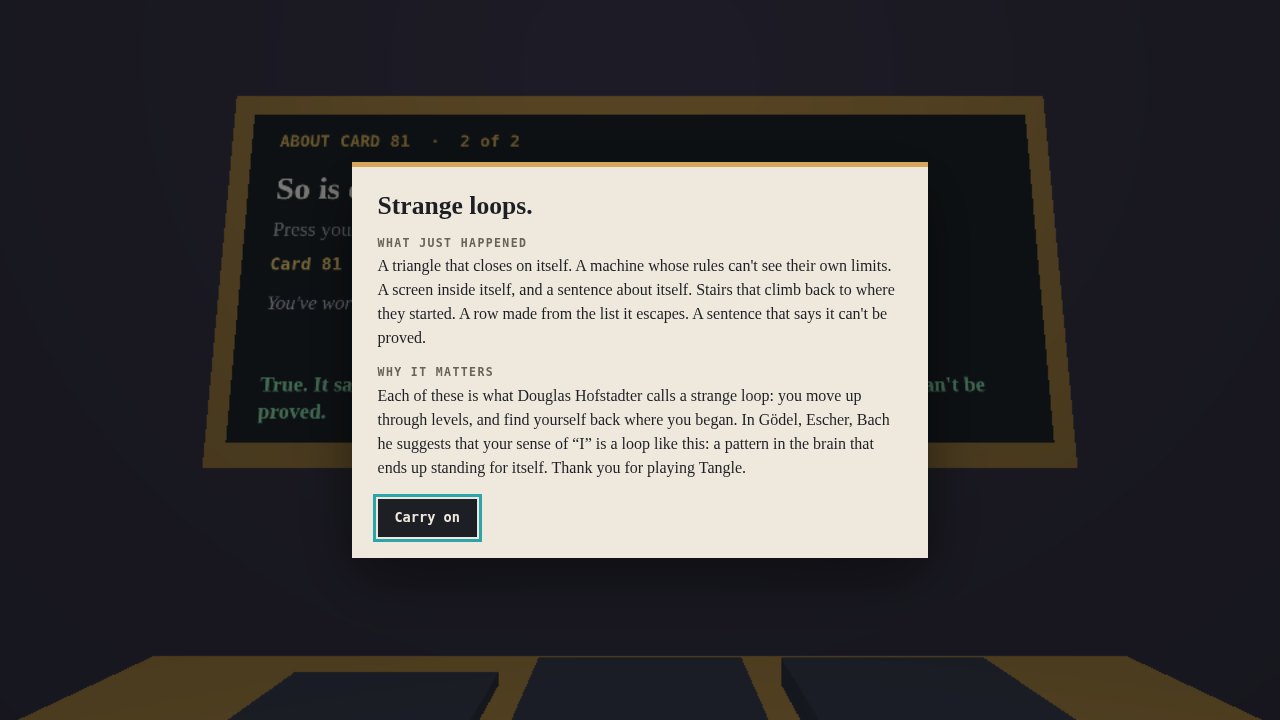 ABOUT CARD 81 · 2 of 2
So is
Press you
Card 81
You've wor
True. It sa
an't be
proved.
Strange loops.
WHAT JUST HAPPENED
A triangle that closes on itself. A machine whose rules can't see their own limits.
A screen inside itself, and a sentence about itself. Stairs that climb back to where
they started. A row made from the list it escapes. A sentence that says it can't be
proved.
WHY IT MATTERS
Each of these is what Douglas Hofstadter calls a strange loop: you move up
through levels, and find yourself back where you began. In Gödel, Escher, Bach
he suggests that your sense of “I” is a loop like this: a pattern in the brain that
ends up standing for itself. Thank you for playing Tangle.
Carry on